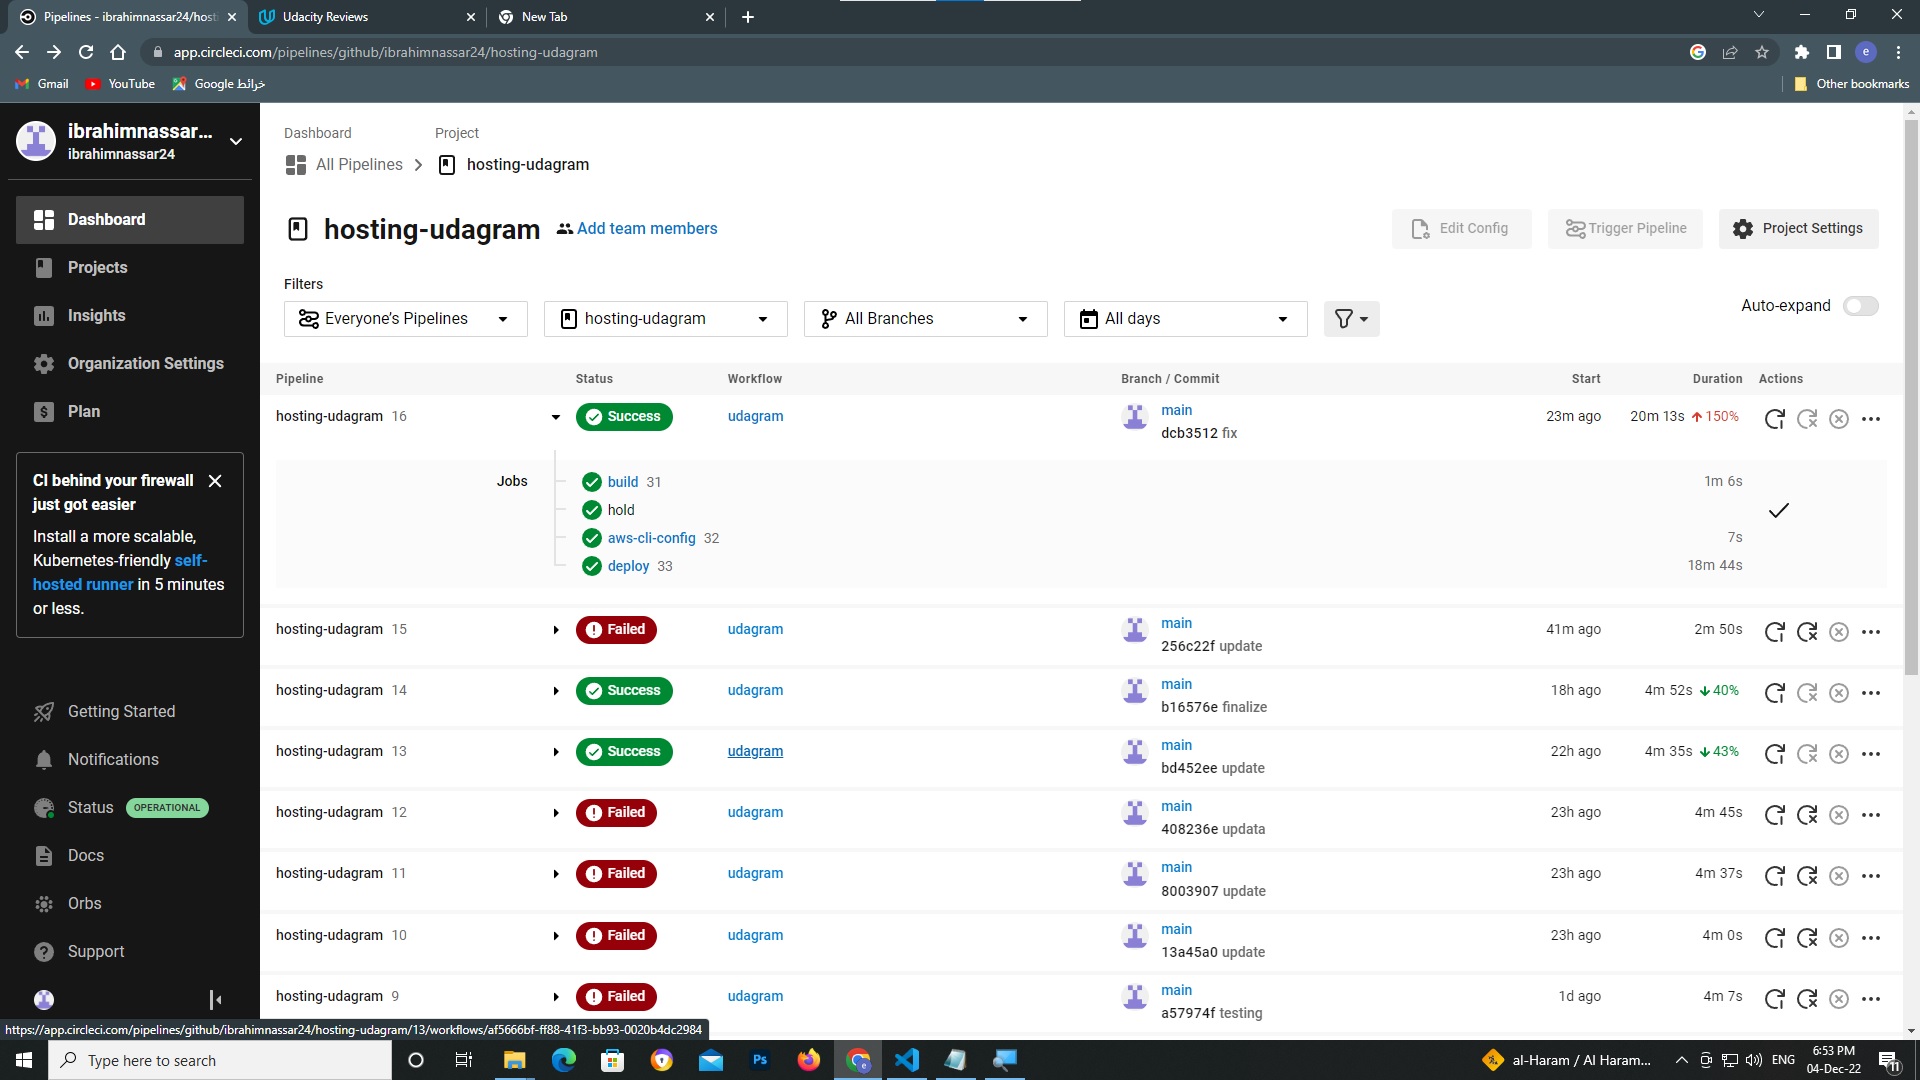 Pipelines - ibrahimnassar24/host
Udacity Reviews
New Tab
app.circleci.com/pipelines/github/ibrahimnassar24/hosting-udagram
e
Gmail
YouTube
خرائط Google
Other bookmarks
ibrahimnassar...
ibrahimnassar24
Dashboard
Projects
Insights
Organization Settings
Plan
CI behind your firewall
just got easier
Install a more scalable,
Kubernetes-friendly self-
hosted runner in 5 minutes
or less.
Getting Started
Notifications
Status OPERATIONAL
Docs
Orbs
Support
Dashboard Project
All Pipelines hosting-udagram
hosting-udagram Add team members
Edit Config
Trigger Pipeline
Project Settings
Filters
Everyone’s Pipelines
hosting-udagram
All Branches
All days
Auto-expand
Pipeline Status Workflow Branch / Commit Start Duration Actions
hosting-udagram 16 Success udagram main 23m ago 20m 13s 150%
dcb3512 fix
Jobs build 31 1m 6s
hold
aws-cli-config 32 7s
deploy 33 18m 44s
hosting-udagram 15 Failed udagram main 41m ago 2m 50s
256c22f update
hosting-udagram 14 Success udagram main 18h ago 4m 52s 40%
b16576e finalize
hosting-udagram 13 Success udagram main 22h ago 4m 35s 43%
bd452ee update
hosting-udagram 12 Failed udagram main 23h ago 4m 45s
408236e updata
hosting-udagram 11 Failed udagram main 23h ago 4m 37s
8003907 update
hosting-udagram 10 Failed udagram main 23h ago 4m 0s
13a45a0 update
hosting-udagram 9 Failed udagram main 1d ago 4m 7s
a57974f testing
https://app.circleci.com/pipelines/github/ibrahimnassar24/hosting-udagram/13/workflows/af5666bf-ff88-41f3-bb93-0020b4dc2984
Type here to search
Ps
e
al-Haram / Al Haram...
ENG
6:53 PM
04-Dec-22
11